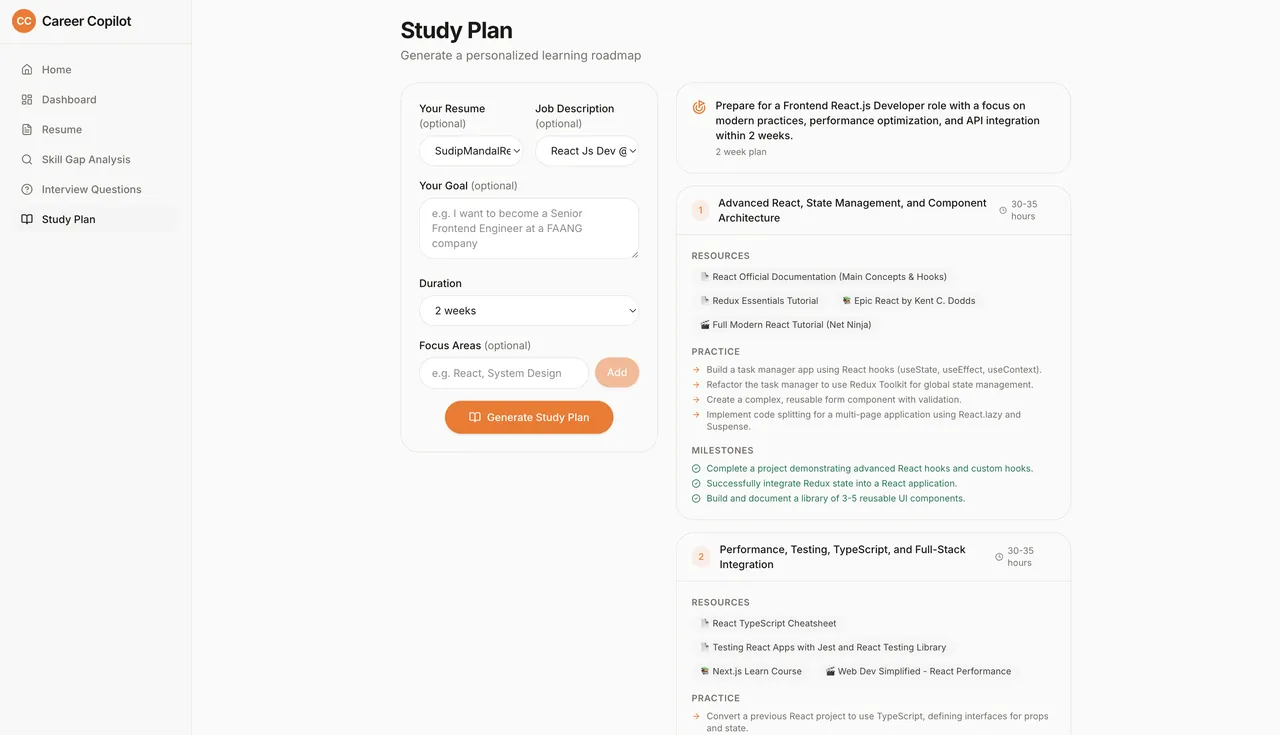 CC Career Copilot
Home
Dashboard
Resume
Skill Gap Analysis
Interview Questions
Study Plan
Study Plan
Generate a personalized learning roadmap
Your Resume
(optional)
SudipMandalRe
Job Description
(optional)
React Js Dev @
Your Goal (optional)
e.g. I want to become a Senior
Frontend Engineer at a FAANG
company
Duration
2 weeks
Focus Areas (optional)
e.g. React, System Design
Add
Generate Study Plan
Prepare for a Frontend React.js Developer role with a focus on
modern practices, performance optimization, and API integration
within 2 weeks.
2 week plan
1
Advanced React, State Management, and Component
Architecture
30-35
hours
RESOURCES
React Official Documentation (Main Concepts & Hooks)
Redux Essentials Tutorial
Epic React by Kent C. Dodds
Full Modern React Tutorial (Net Ninja)
PRACTICE
Build a task manager app using React hooks (useState, useEffect, useContext).
Refactor the task manager to use Redux Toolkit for global state management.
Create a complex, reusable form component with validation.
Implement code splitting for a multi-page application using React.lazy and
Suspense.
MILESTONES
Complete a project demonstrating advanced React hooks and custom hooks.
Successfully integrate Redux state into a React application.
Build and document a library of 3-5 reusable UI components.
2
Performance, Testing, TypeScript, and Full-Stack
Integration
30-35
hours
RESOURCES
React TypeScript Cheatsheet
Testing React Apps with Jest and React Testing Library
Next.js Learn Course
Web Dev Simplified - React Performance
PRACTICE
Convert a previous React project to use TypeScript, defining interfaces for props
and state.